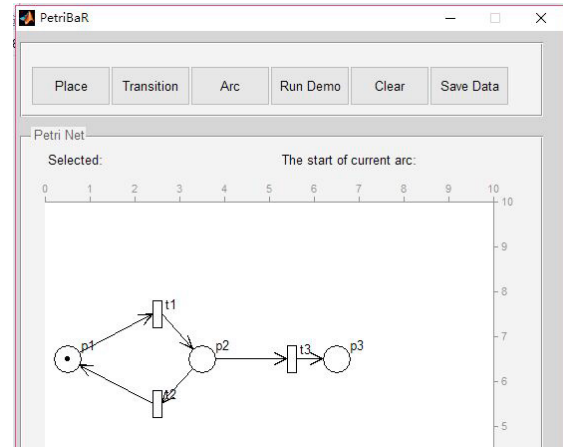 PetriBaR
Place Transition Arc Run Demo Clear Save Data
Petri Net
Selected: The start of current arc:
0 1 2 3 4 5 6 7 8 9 10
10
9
8
t1
7
p1 p2 t3 p3
6
t2
5